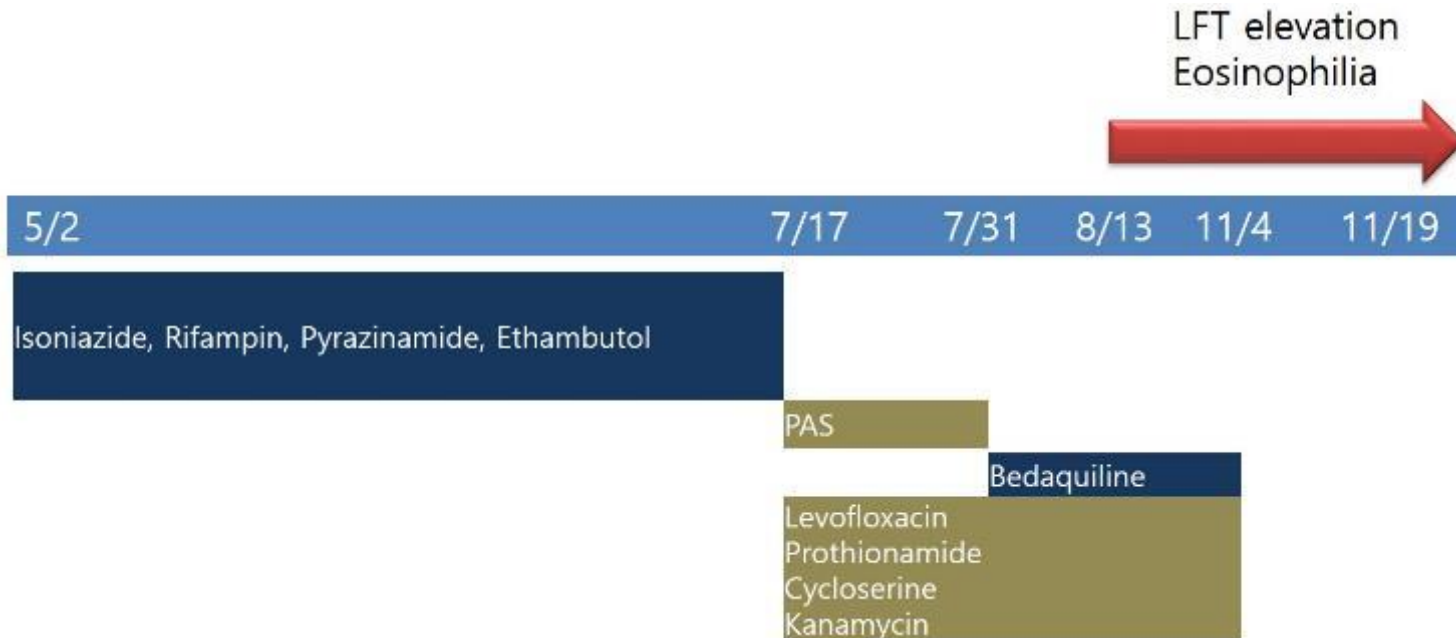 LFT elevation
Eosinophilia
5/2 7/17 7/31 8/13 11/4 11/19
Isoniazide, Rifampin, Pyrazinamide, Ethambutol
PAS
Bedaquiline
Levofloxacin
Prothionamide
Cycloserine
Kanamycin